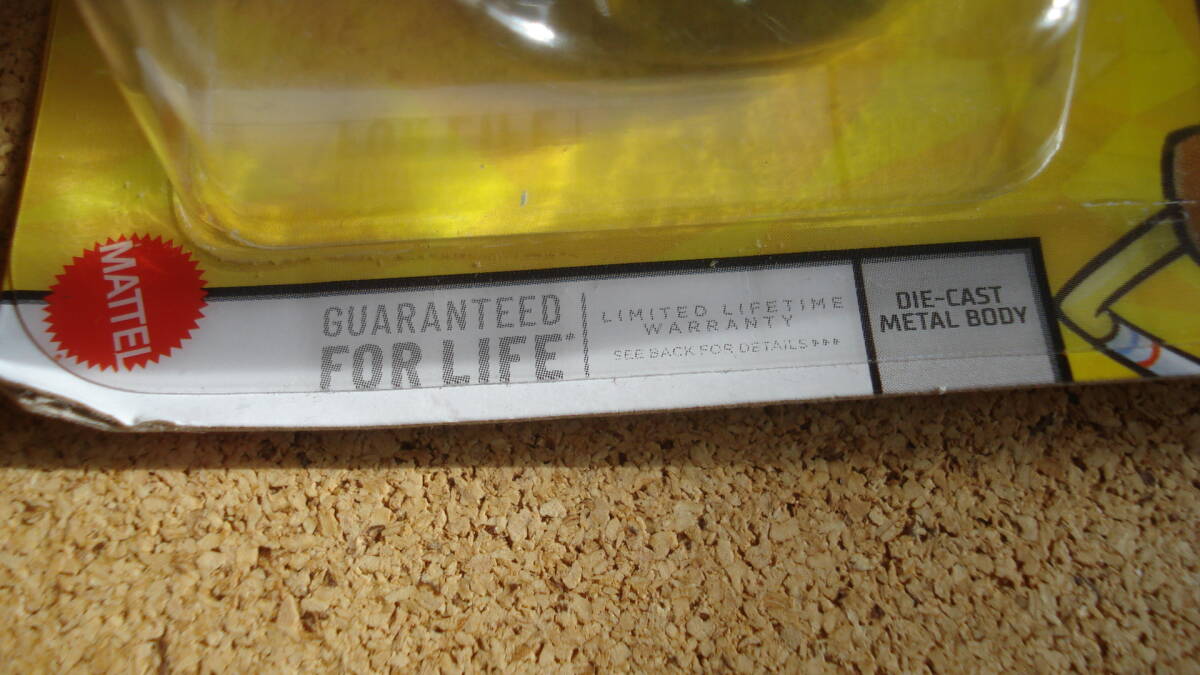 MATTEL
GUARANTEED
FOR LIFE*
LIMITED LIFETIME
WARRANTY
SEE BACK FOR DETAILS
DIE-CAST
METAL BODY